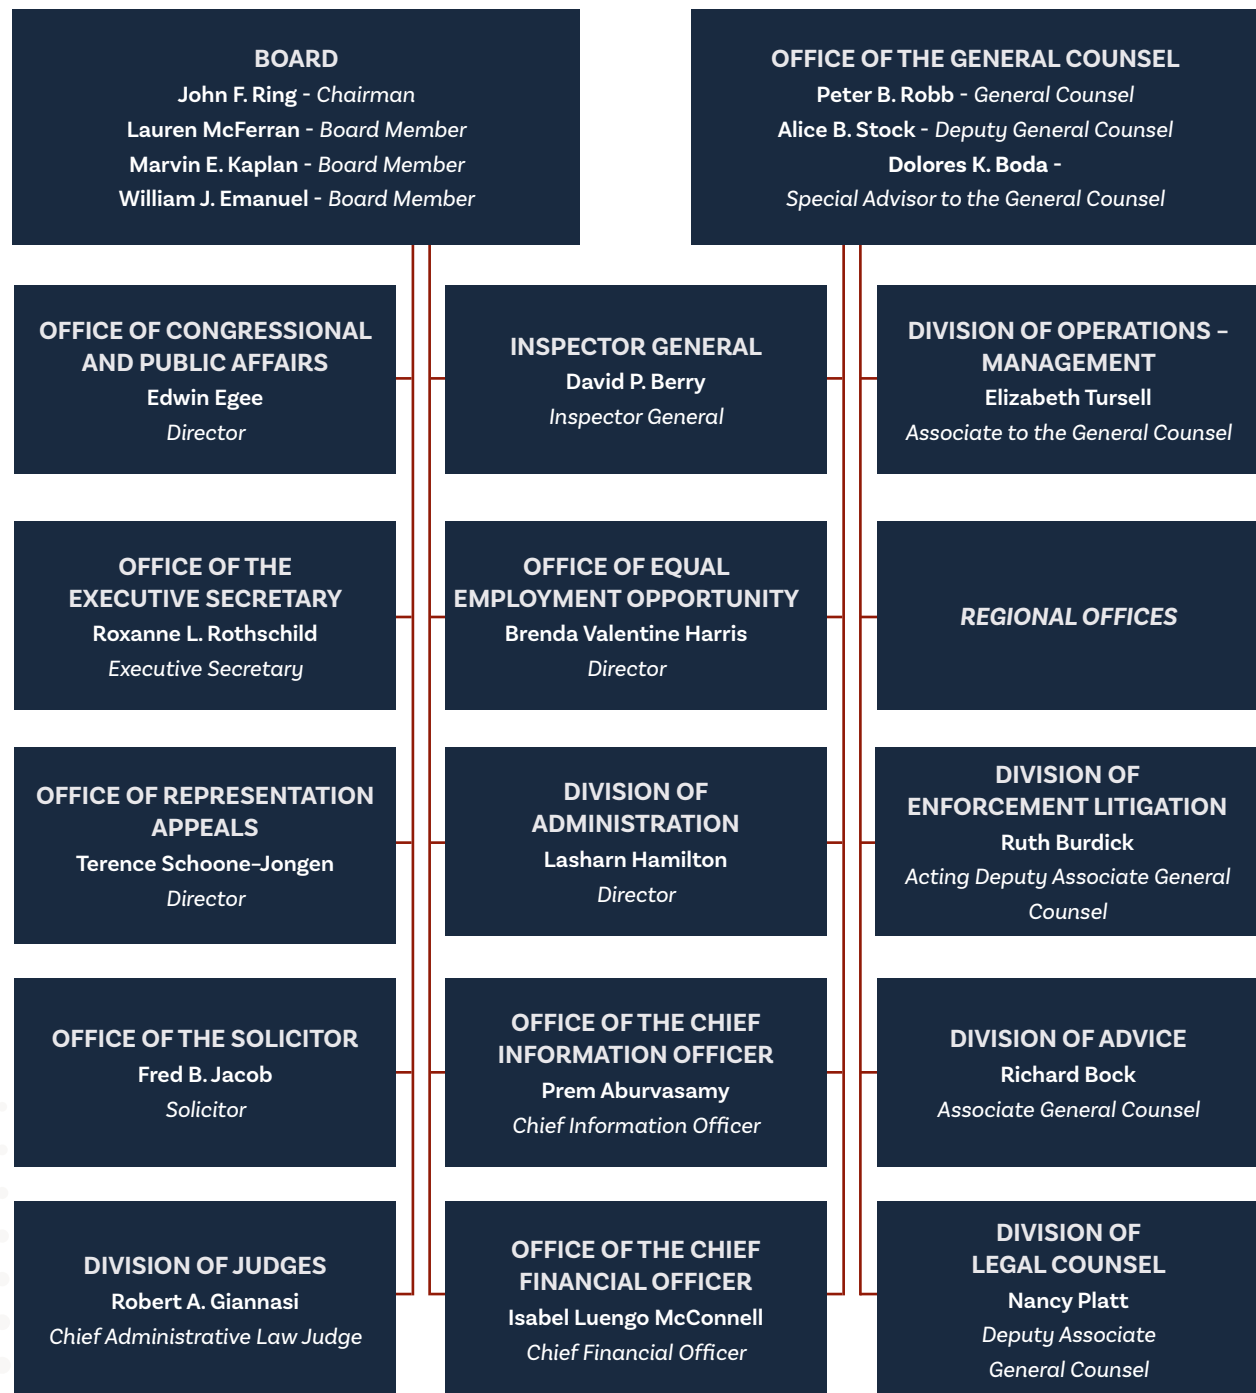 BOARD
John F. Ring - Chairman
Lauren McFerran - Board Member
Marvin E. Kaplan - Board Member
William J. Emanuel - Board Member
OFFICE OF THE GENERAL COUNSEL
Peter B. Robb - General Counsel
Alice B. Stock - Deputy General Counsel
Dolores K. Boda -
Special Advisor to the General Counsel
OFFICE OF CONGRESSIONAL
AND PUBLIC AFFAIRS
Edwin Egee
Director
INSPECTOR GENERAL
David P. Berry
Inspector General
DIVISION OF OPERATIONS –
MANAGEMENT
Elizabeth Tursell
Associate to the General Counsel
OFFICE OF THE
EXECUTIVE SECRETARY
Roxanne L. Rothschild
Executive Secretary
OFFICE OF EQUAL
EMPLOYMENT OPPORTUNITY
Brenda Valentine Harris
Director
REGIONAL OFFICES
OFFICE OF REPRESENTATION
APPEALS
Terence Schoone-Jongen
Director
DIVISION OF
ADMINISTRATION
Lasharn Hamilton
Director
DIVISION OF
ENFORCEMENT LITIGATION
Ruth Burdick
Acting Deputy Associate General
Counsel
OFFICE OF THE SOLICITOR
Fred B. Jacob
Solicitor
OFFICE OF THE CHIEF
INFORMATION OFFICER
Prem Aburvasamy
Chief Information Officer
DIVISION OF ADVICE
Richard Bock
Associate General Counsel
DIVISION OF JUDGES
Robert A. Giannasi
Chief Administrative Law Judge
OFFICE OF THE CHIEF
FINANCIAL OFFICER
Isabel Luengo McConnell
Chief Financial Officer
DIVISION OF
LEGAL COUNSEL
Nancy Platt
Deputy Associate
General Counsel